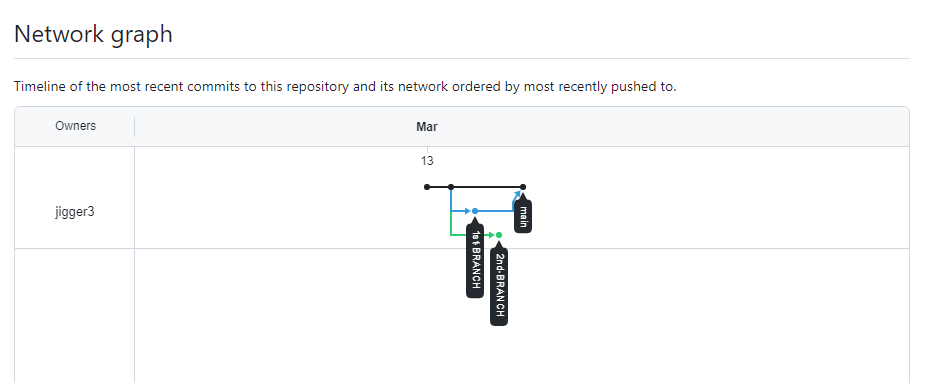 Network graph
Timeline of the most recent commits to this repository and its network ordered by most recently pushed to.
Owners
Mar
13
jigger3
main
1st-BRANCH
2nd-BRANCH